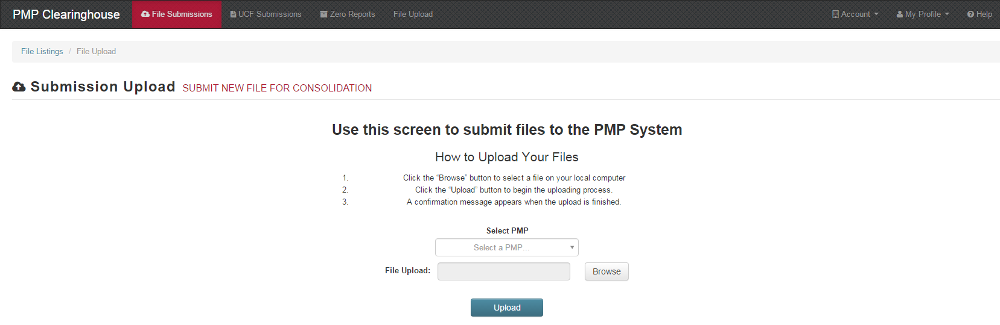 PMP Clearinghouse File Submissions UCF Submissions Zero Reports File Upload Account My Profile Help
File Listings / File Upload
Submission Upload SUBMIT NEW FILE FOR CONSOLIDATION
Use this screen to submit files to the PMP System
How to Upload Your Files
1. Click the “Browse” button to select a file on your local computer
2. Click the “Upload” button to begin the uploading process.
3. A confirmation message appears when the upload is finished.
Select PMP
Select a PMP...
File Upload: Browse
Upload